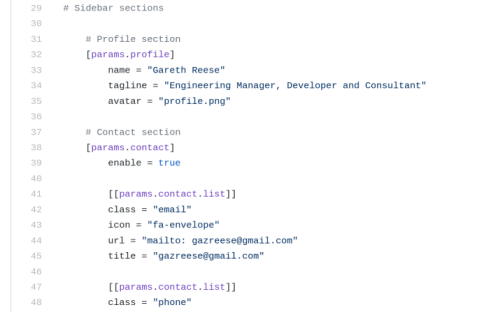 29 # Sidebar sections
30
31 # Profile section
32 [params.profile]
33 name = "Gareth Reese"
34 tagline = "Engineering Manager, Developer and Consultant"
35 avatar = "profile.png"
36
37 # Contact section
38 [params.contact]
39 enable = true
40
41 [[params.contact.list]]
42 class = "email"
43 icon = "fa-envelope"
44 url = "mailto: gazreese@gmail.com"
45 title = "gazreese@gmail.com"
46
47 [[params.contact.list]]
48 class = "phone"